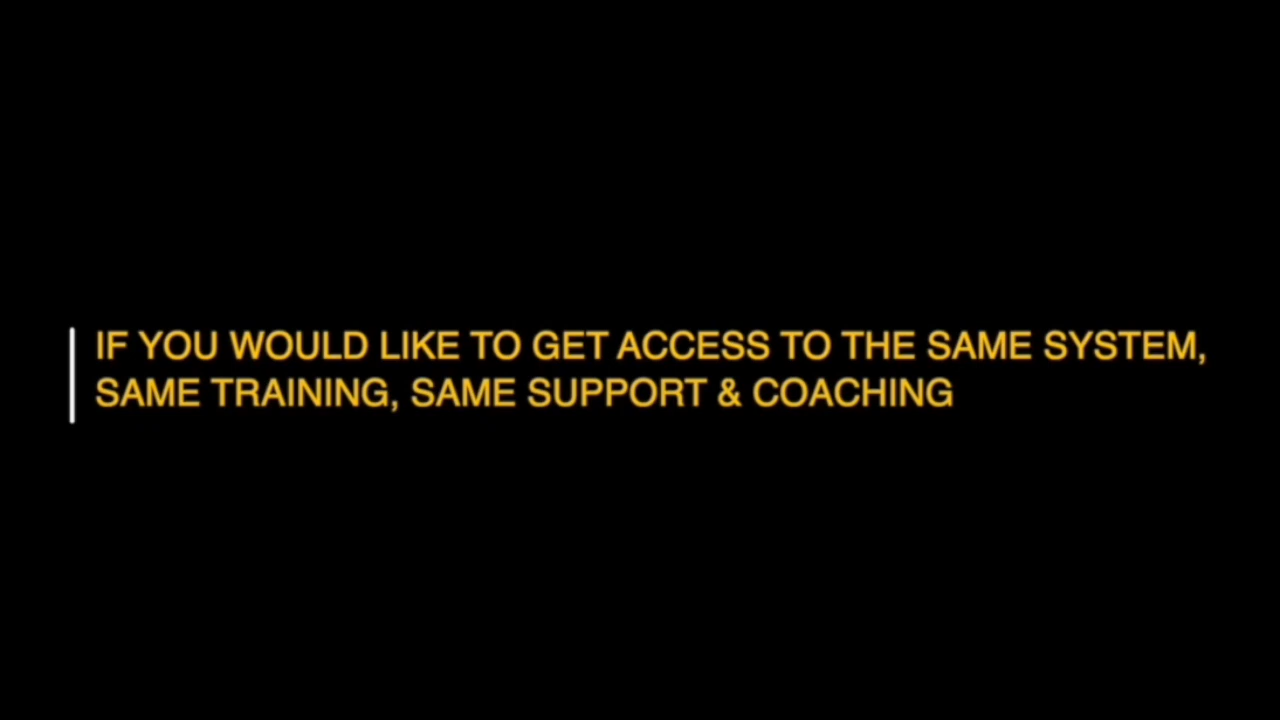 IF YOU WOULD LIKE TO GET ACCESS TO THE SAME SYSTEM,
SAME TRAINING, SAME SUPPORT & COACHING